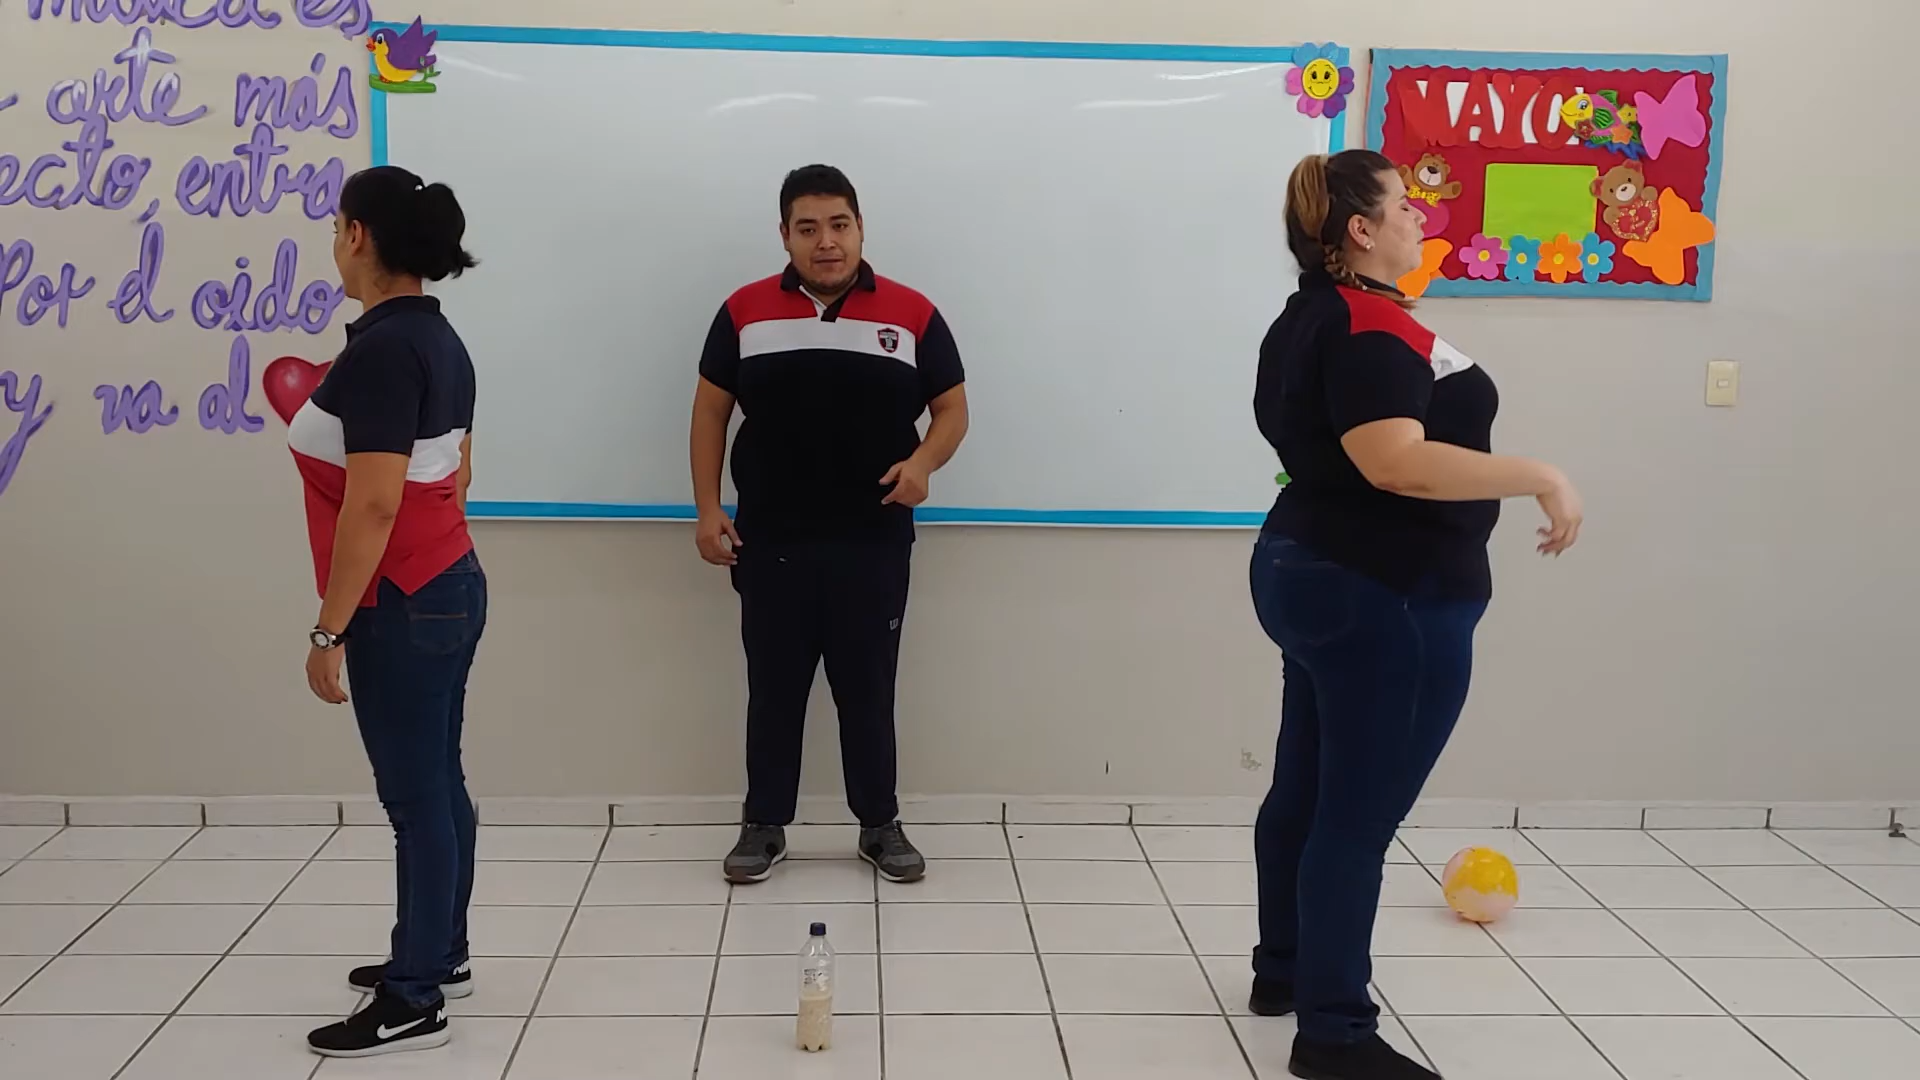 música es
arte más
ecto, entra
Por el oído
y va al
MAYO